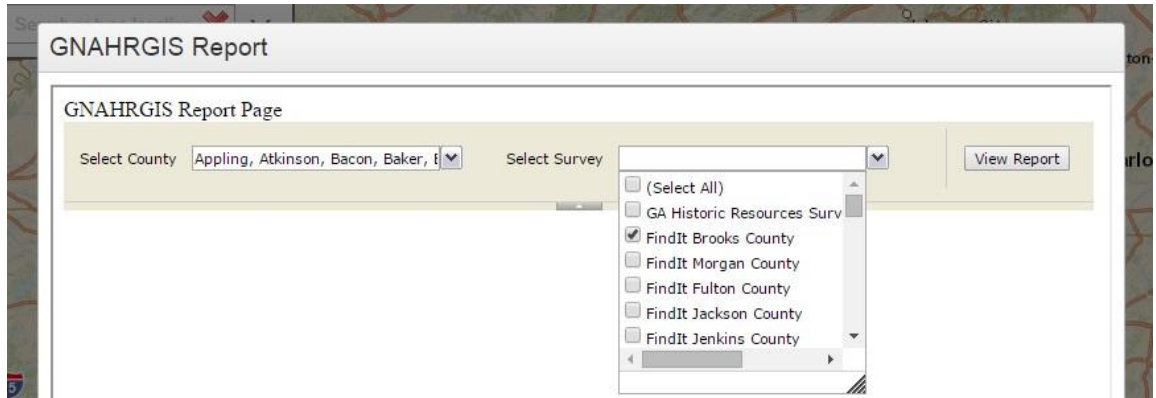 GNAHRGIS Report
GNAHRGIS Report Page
Select County Appling, Atkinson, Bacon, Baker, Select Survey View Report
(Select All)
GA Historic Resources Surv
FindIt Brooks County
FindIt Morgan County
FindIt Fulton County
FindIt Jackson County
FindIt Jenkins County